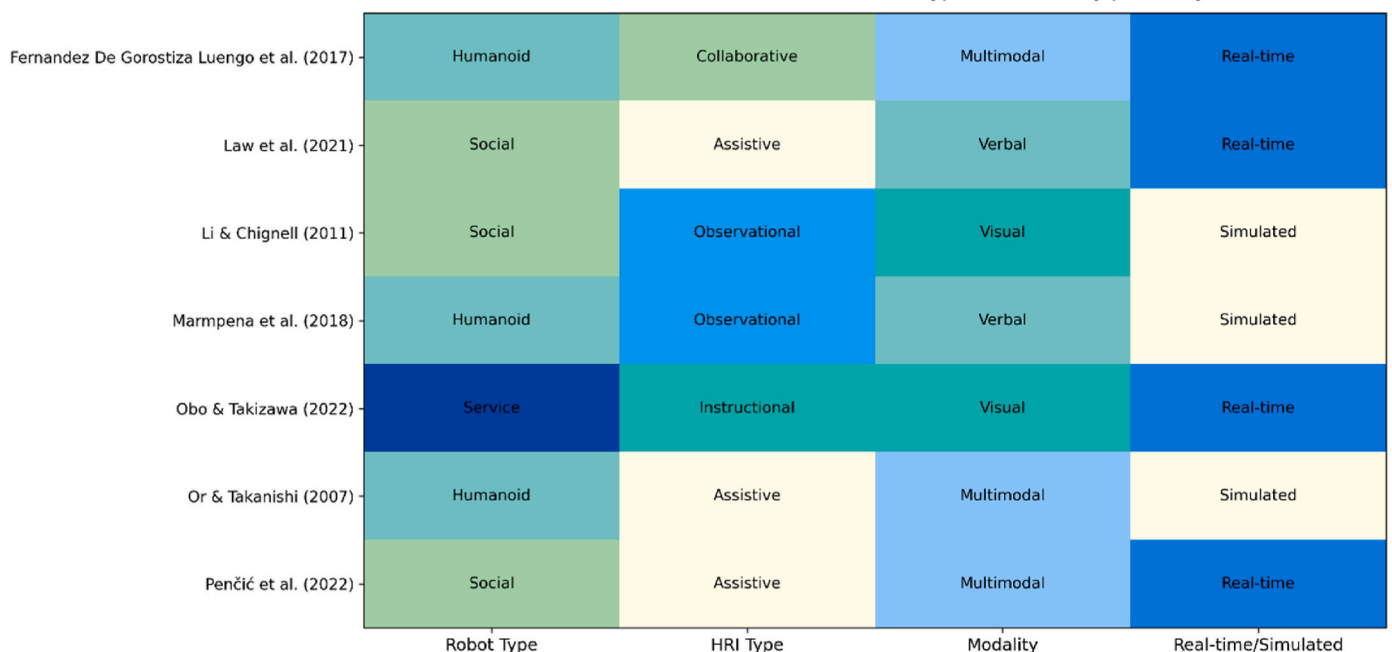 Fernandez De Gorostiza Luengo et al. (2017) Humanoid Collaborative Multimodal Real-time
Law et al. (2021) Social Assistive Verbal Real-time
Li & Chignell (2011) Social Observational Visual Simulated
Marmpena et al. (2018) Humanoid Observational Verbal Simulated
Obo & Takizawa (2022) Service Instructional Visual Real-time
Or & Takanishi (2007) Humanoid Assistive Multimodal Simulated
Penčić et al. (2022) Social Assistive Multimodal Real-time
Robot Type HRI Type Modality Real-time/Simulated